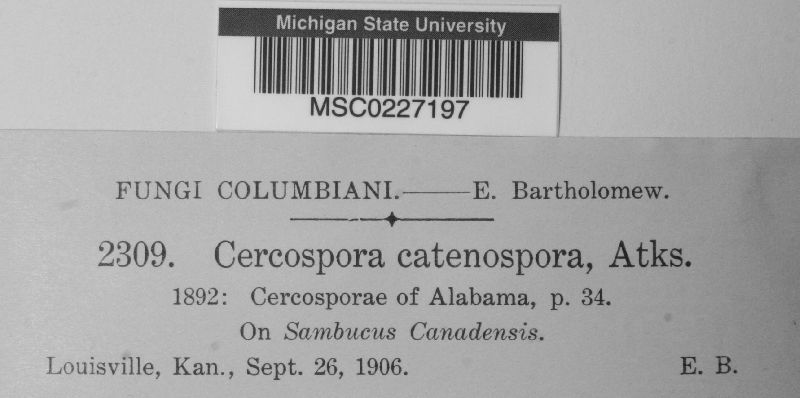 Michigan State University
MSC0227197
FUNGI COLUMBIANI.——E. Bartholomew.
2309. Cercospora catenospora, Atks.
1892: Cercosporae of Alabama, p. 34.
On Sambucus Canadensis.
Louisville, Kan., Sept. 26, 1906. E. B.